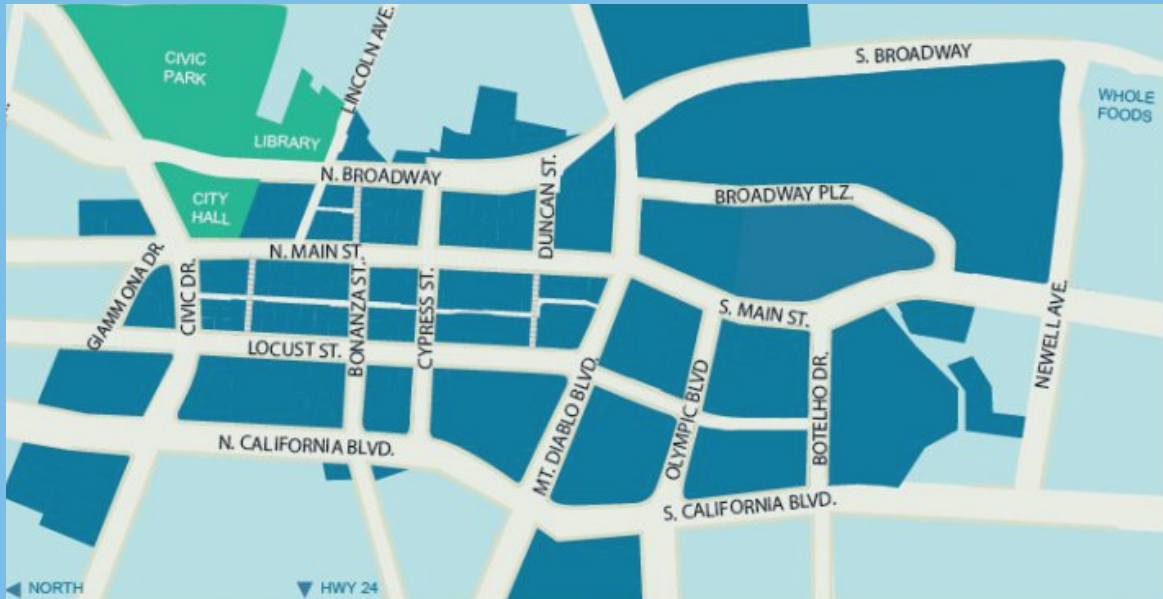 CIVIC
PARK
LINCOLN AVE.
S. BROADWAY
WHOLE
FOODS
LIBRARY
N. BROADWAY
CITY
HALL
DUNCAN ST.
BROADWAY PLZ.
N. MAIN ST.
GIAMMONA DR.
CIVIC DR.
BONANZA ST.
CYPRESS ST.
S. MAIN ST.
NEWELL AVE.
LOCUST ST.
MT. DIABLO BLVD.
OLYMPIC BLVD
BOTELHO DR.
N. CALIFORNIA BLVD.
S. CALIFORNIA BLVD.
NORTH
HWY 24